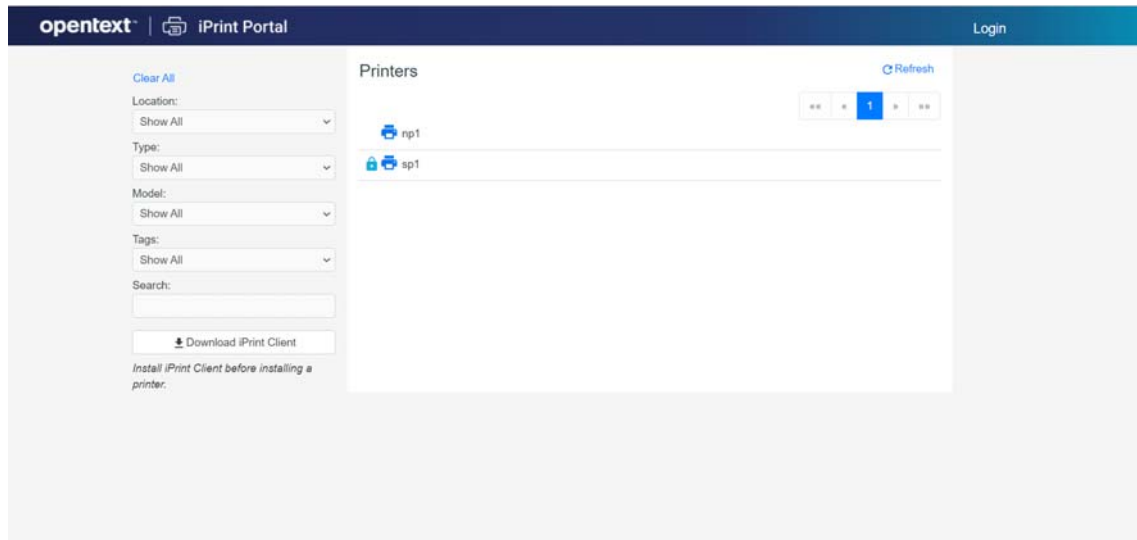 opentext™ | iPrint Portal
Login
Clear All
Location:
Show All
Type:
Show All
Model:
Show All
Tags:
Show All
Search:
Download iPrint Client
Install iPrint Client before installing a
printer.
Printers
Refresh
«« « 1 » »»
np1
sp1